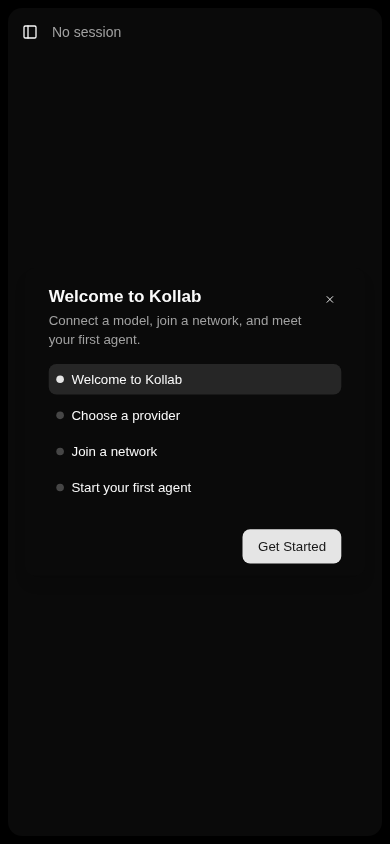 No session
Welcome to Kollab
Connect a model, join a network, and meet
your first agent.
Welcome to Kollab
Choose a provider
Join a network
Start your first agent
Get Started